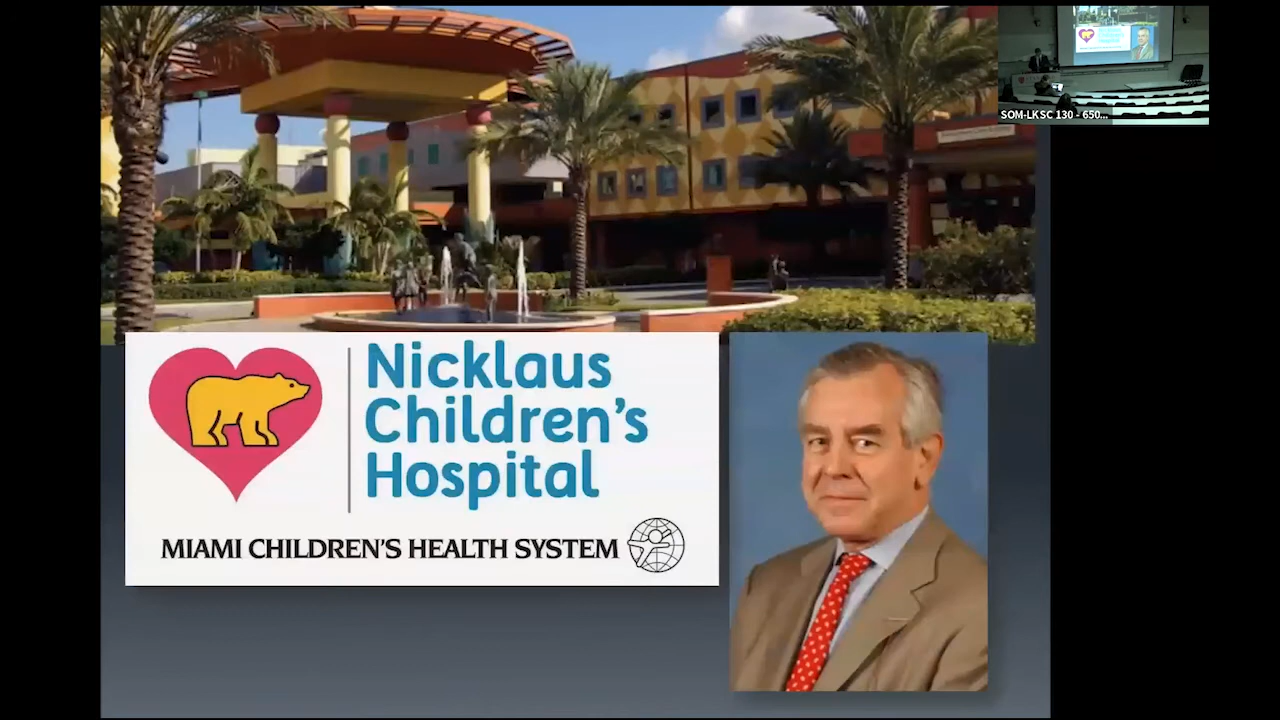 SOM-LKSC 130 - 650...
Nicklaus
Children's
Hospital
MIAMI CHILDREN'S HEALTH SYSTEM